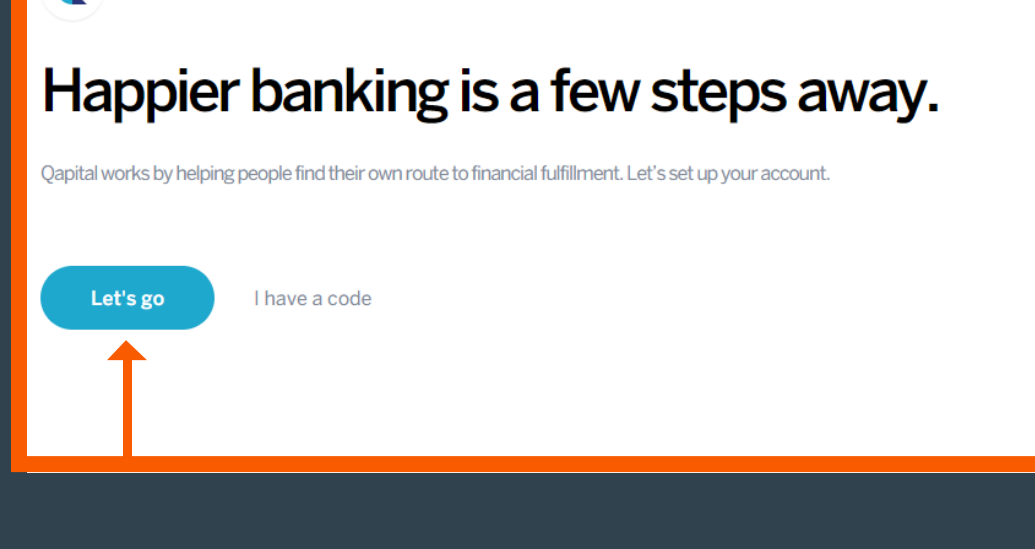 Happier banking is a few steps away.
Qapital works by helping people find their own route to financial fulfillment. Let's set up your account.
Let's go
I have a code